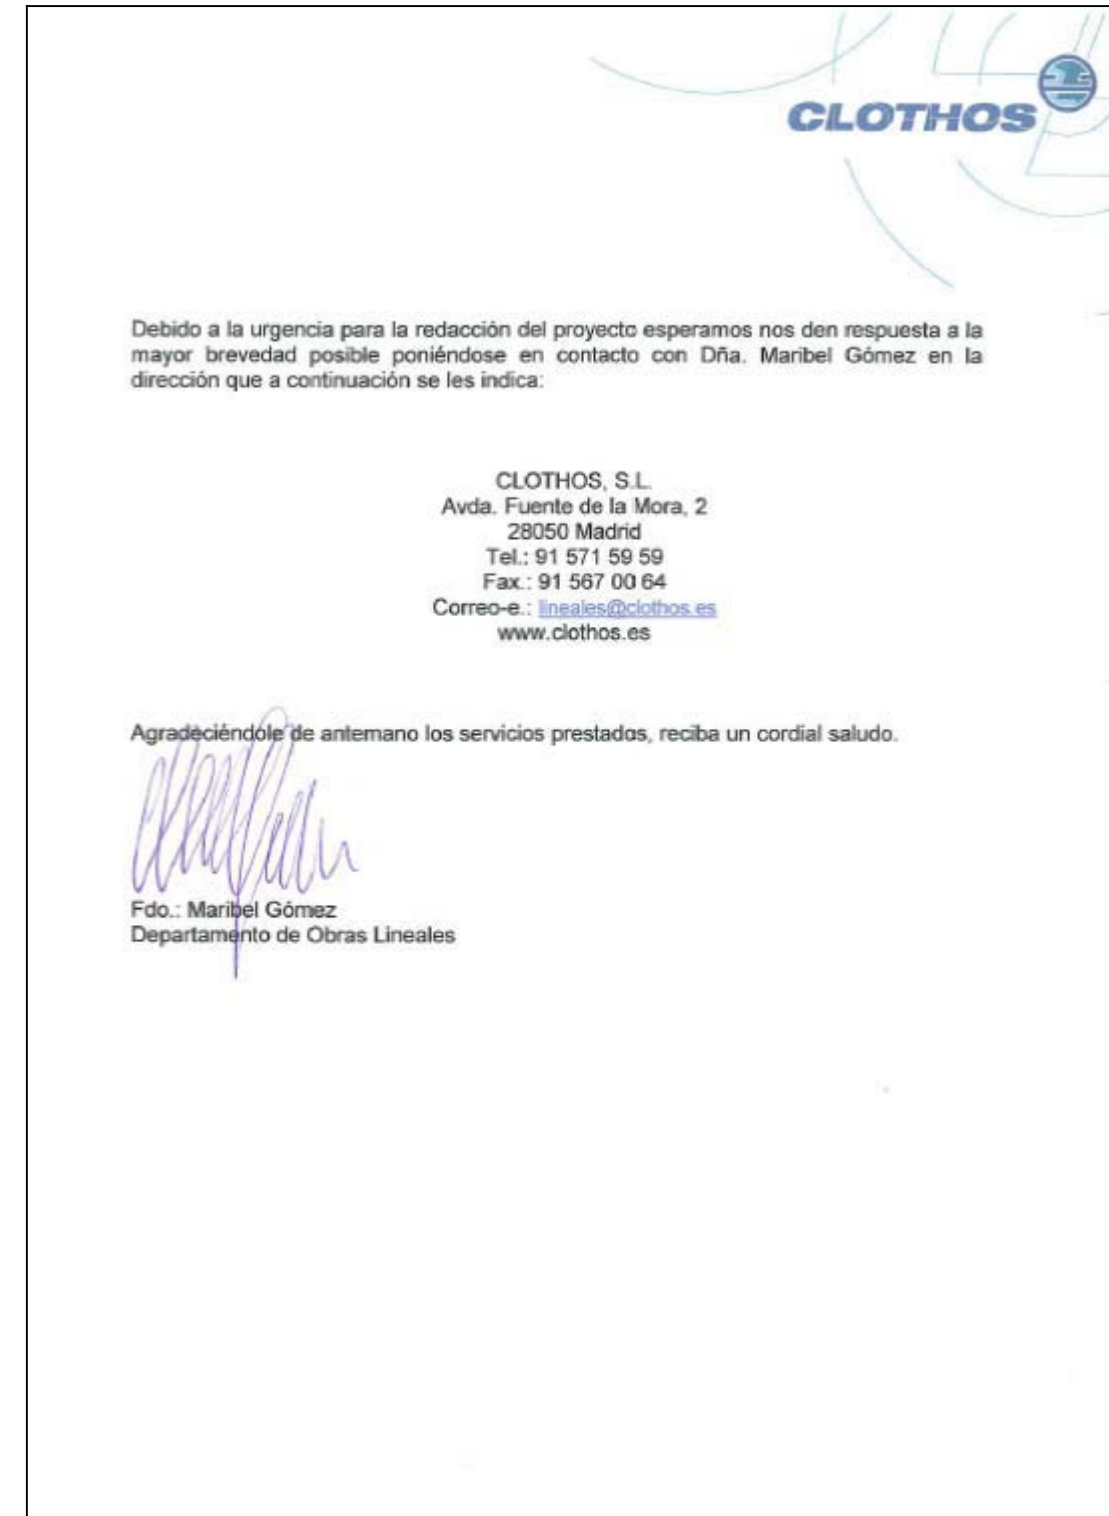 CLOTHOS
Debido a la urgencia para la redacción del proyecto esperamos nos den respuesta a la
mayor brevedad posible poniéndose en contacto con Dña. Maribel Gómez en la
dirección que a continuación se les indica:
CLOTHOS, S.L.
Avda. Fuente de la Mora, 2
28050 Madrid
Tel.: 91 571 59 59
Fax.: 91 567 00 64
Correo-e.: lineales@clothos.es
www.clothos.es
Agradeciéndole de antemano los servicios prestados, reciba un cordial saludo.
Fdo.: Maribel Gómez
Departamento de Obras Lineales